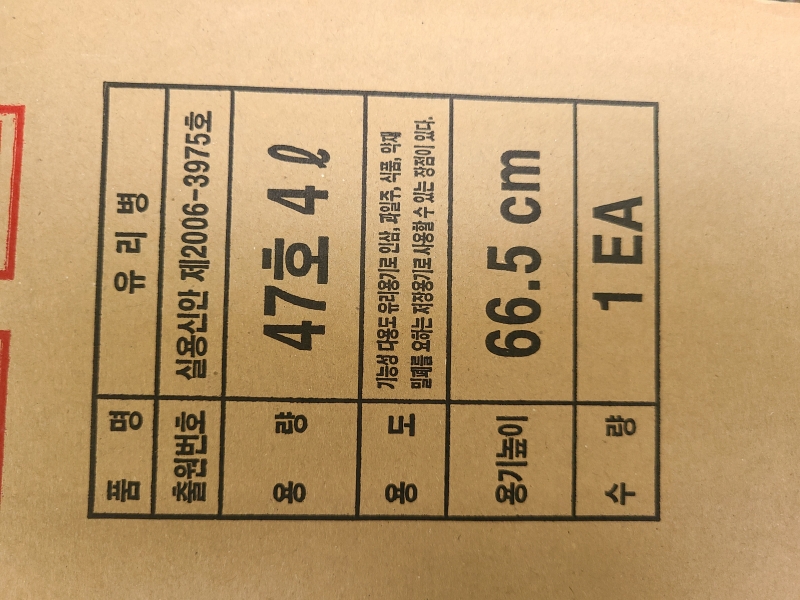 품 명 유 리 병
출원번호 실용신안 제2006-3975호
용 량 47호 4 ℓ
용 도 기능성 다용도 유리용기로 인삼, 과일주, 식품, 약재
밀폐를 요하는 저장용기로 사용할수 있는 장점이 있다.
용기높이 66.5 cm
수 량 1 EA